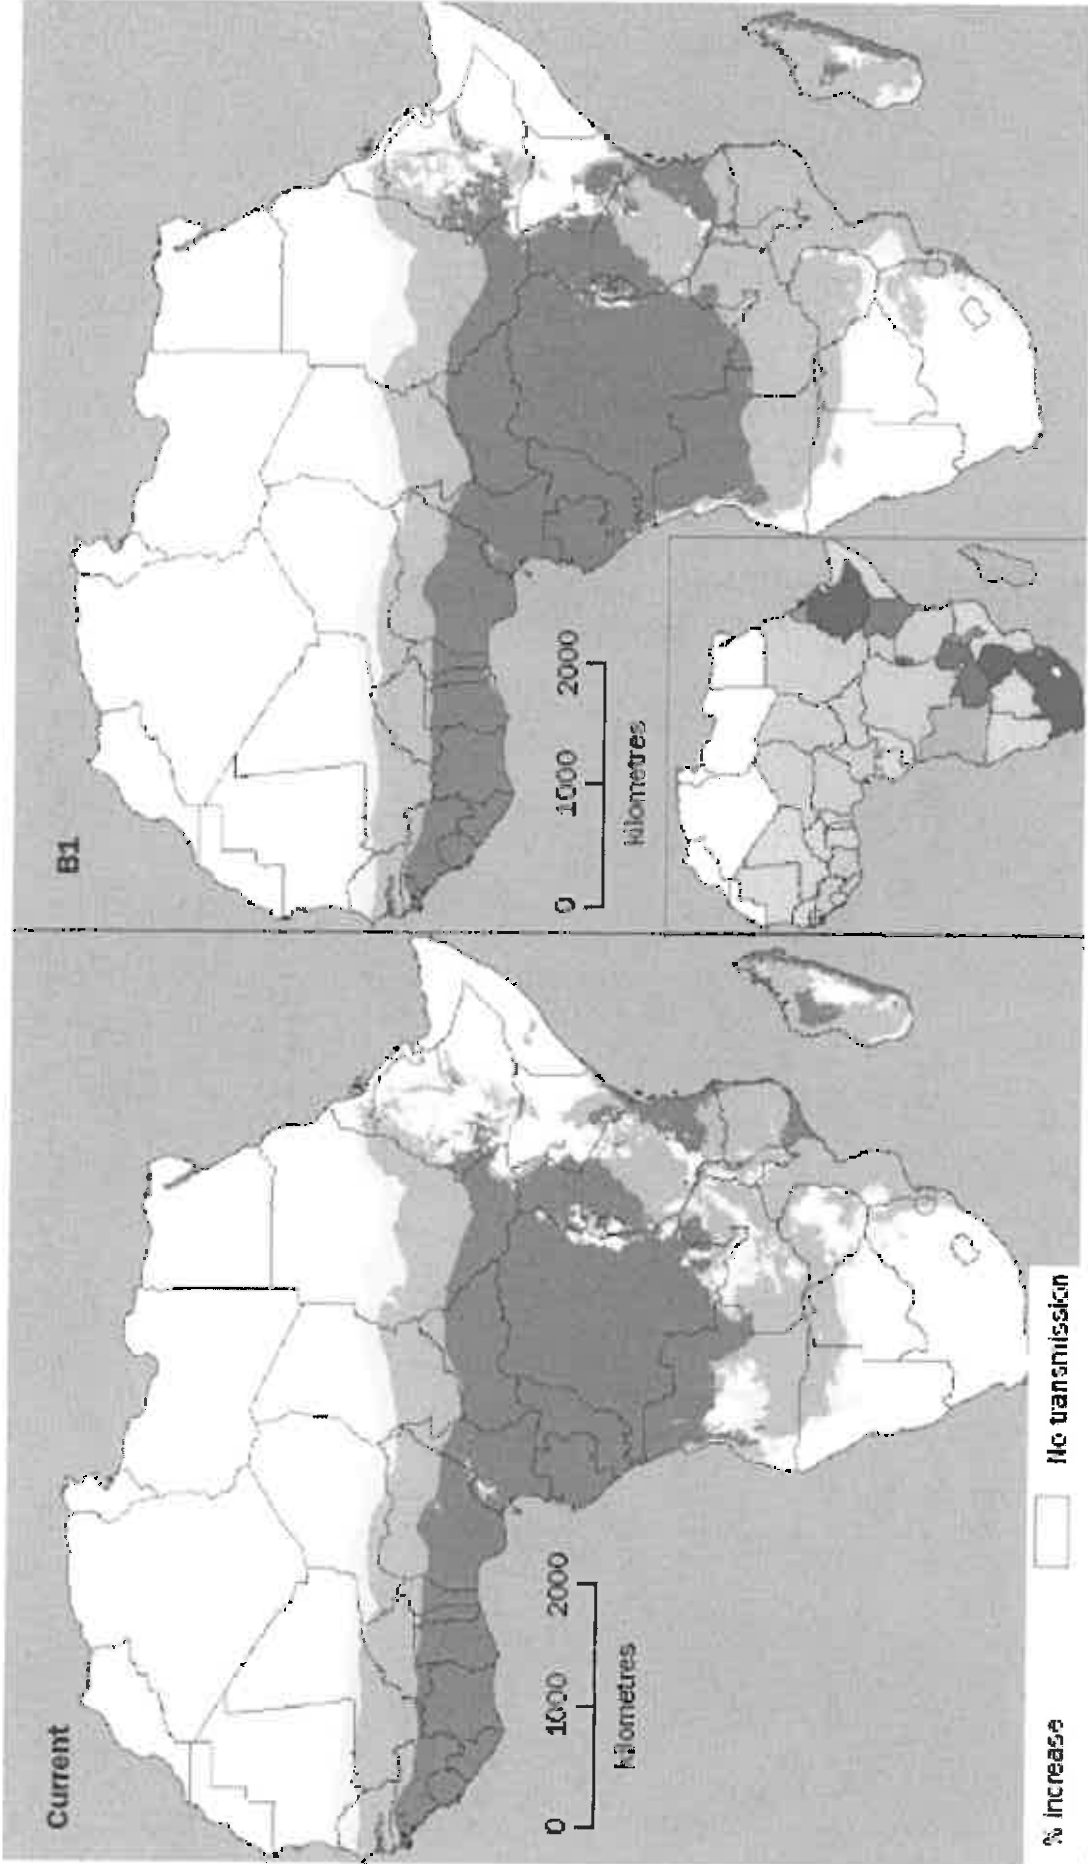 Current
0 1000 2000
kilometres
B1
0 1000 2000
kilometres
% increase
No transmission